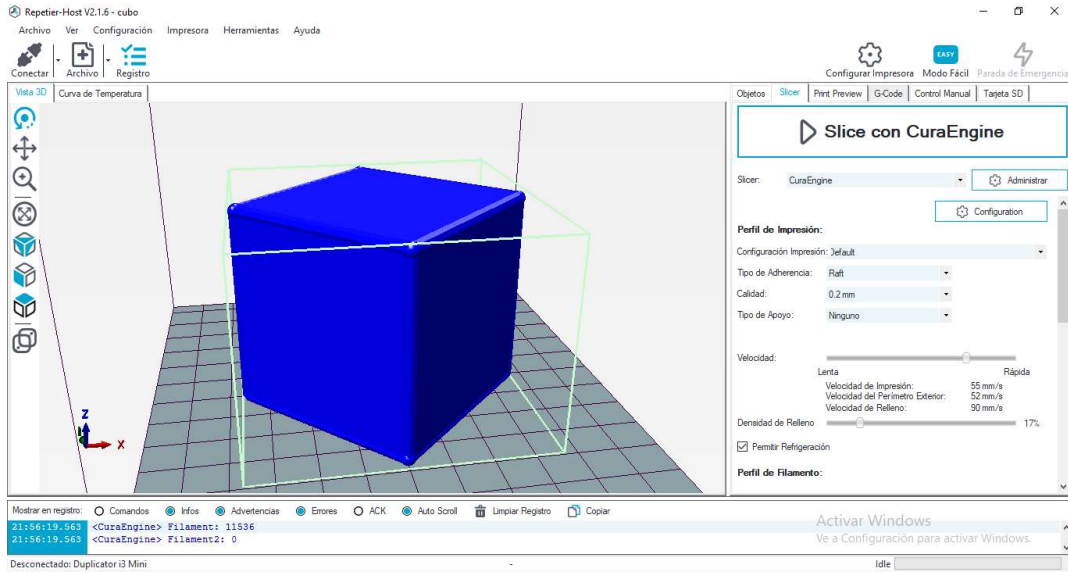 Repetier-Host V2.1.6 - cubo
Archivo Ver Configuración Impresora Herramientas Ayuda
Conectar Archivo Registro Configurar Impresora EASY Modo Fácil Parada de Emergencia
Vista 3D Curva de Temperatura
Objetos Slicer Print Preview G-Code Control Manual Tarjeta SD
Slice con CuraEngine
Slicer: CuraEngine Administrar
Configuration
Perfil de Impresión:
Configuración Impresión: Default
Tipo de Adherencia: Raft
Calidad: 0.2 mm
Tipo de Apoyo: Ninguno
Velocidad:
Lenta Rápida
Velocidad de Impresión: 55 mm/s
Velocidad del Perímetro Exterior: 52 mm/s
Velocidad de Relleno: 90 mm/s
Densidad de Relleno 17%
Permitir Refrigeración
Perfil de Filamento:
Z
X
Mostrar en registro: Comandos Infos Advertencias Errores ACK Auto Scroll Limpiar Registro Copiar
21:56:19.563 <CuraEngine> Filament: 11536
21:56:19.563 <CuraEngine> Filament2: 0
Activar Windows
Ve a Configuración para activar Windows.
Desconectado: Duplicator i3 Mini - Idle